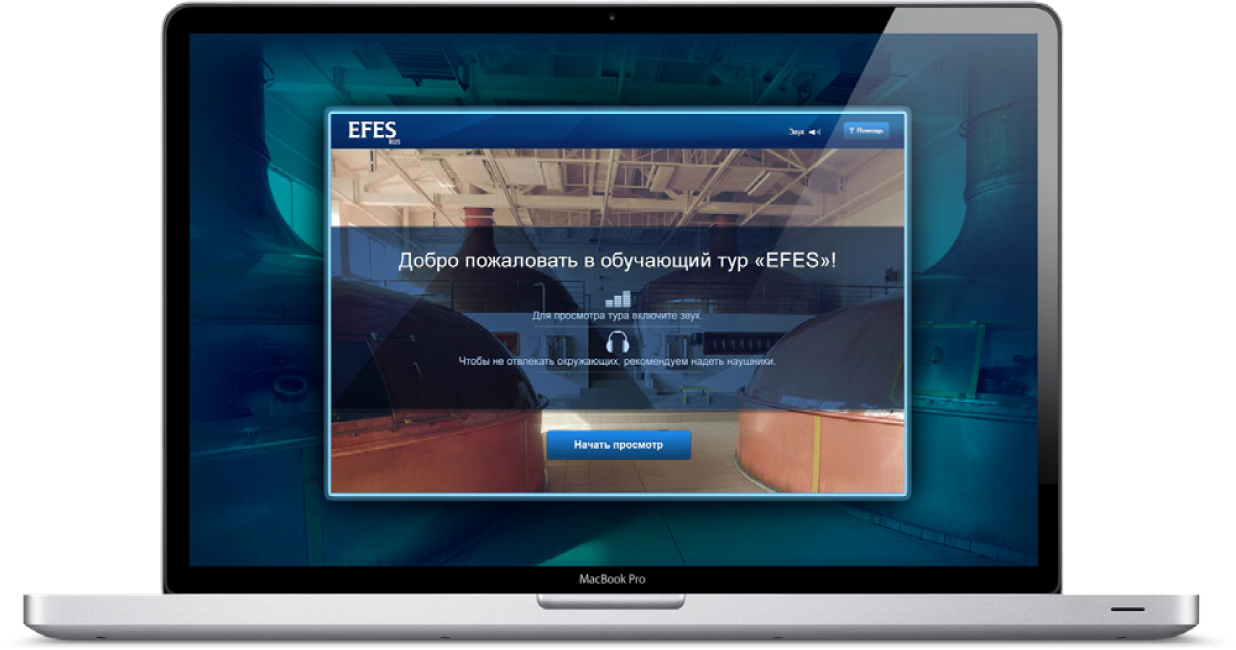 EFES
RUS
Звук
? Помощь
Добро пожаловать в обучающий тур «EFES»!
Для просмотра тура включите звук.
Чтобы не отвлекать окружающих, рекомендуем надеть наушники.
Начать просмотр
MacBook Pro